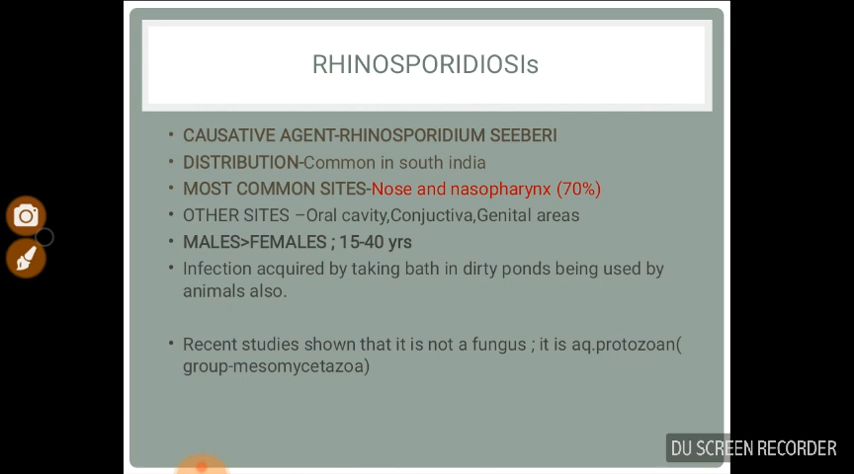 RHINOSPORIDIOSIs
• CAUSATIVE AGENT-RHINOSPORIDIUM SEEBERI
• DISTRIBUTION-Common in south india
• MOST COMMON SITES-Nose and nasopharynx (70%)
• OTHER SITES –Oral cavity,Conjuctiva,Genital areas
• MALES>FEMALES ; 15-40 yrs
• Infection acquired by taking bath in dirty ponds being used by
animals also.
• Recent studies shown that it is not a fungus ; it is aq.protozoan(
group-mesomycetazoa)
DU SCREEN RECORDER